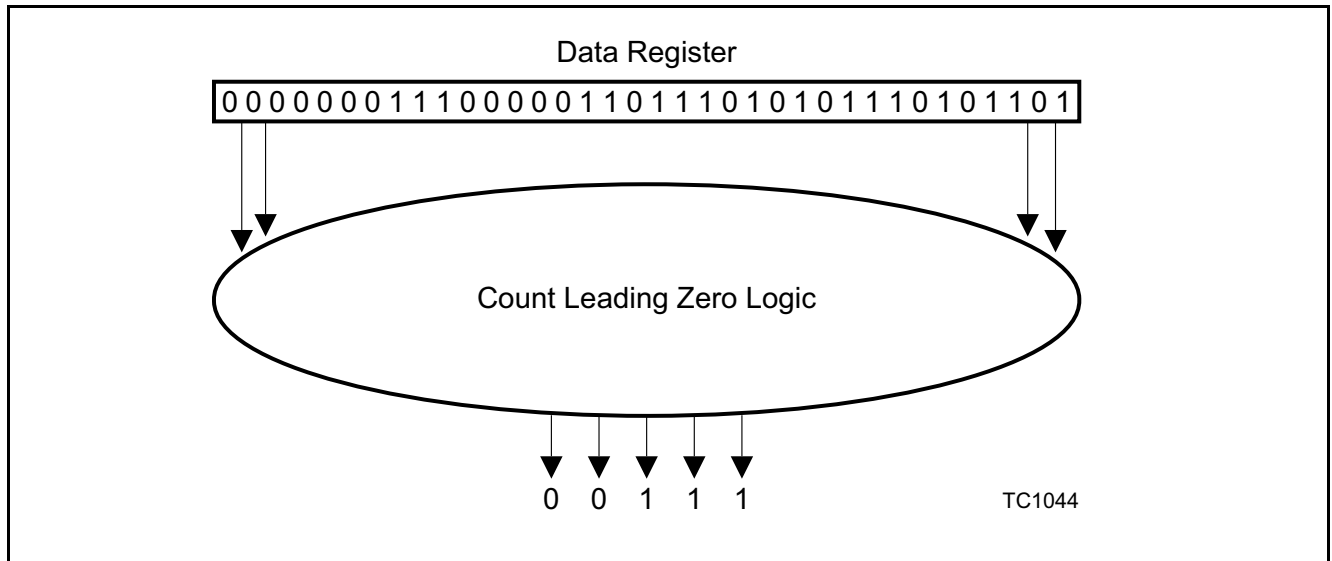 Data Register
0 0 0 0 0 0 0 1 1 1 0 0 0 0 0 1 1 0 1 1 1 0 1 0 1 0 1 1 1 0 1 0 1 1 0 1
Count Leading Zero Logic
0 0 1 1 1
TC1044